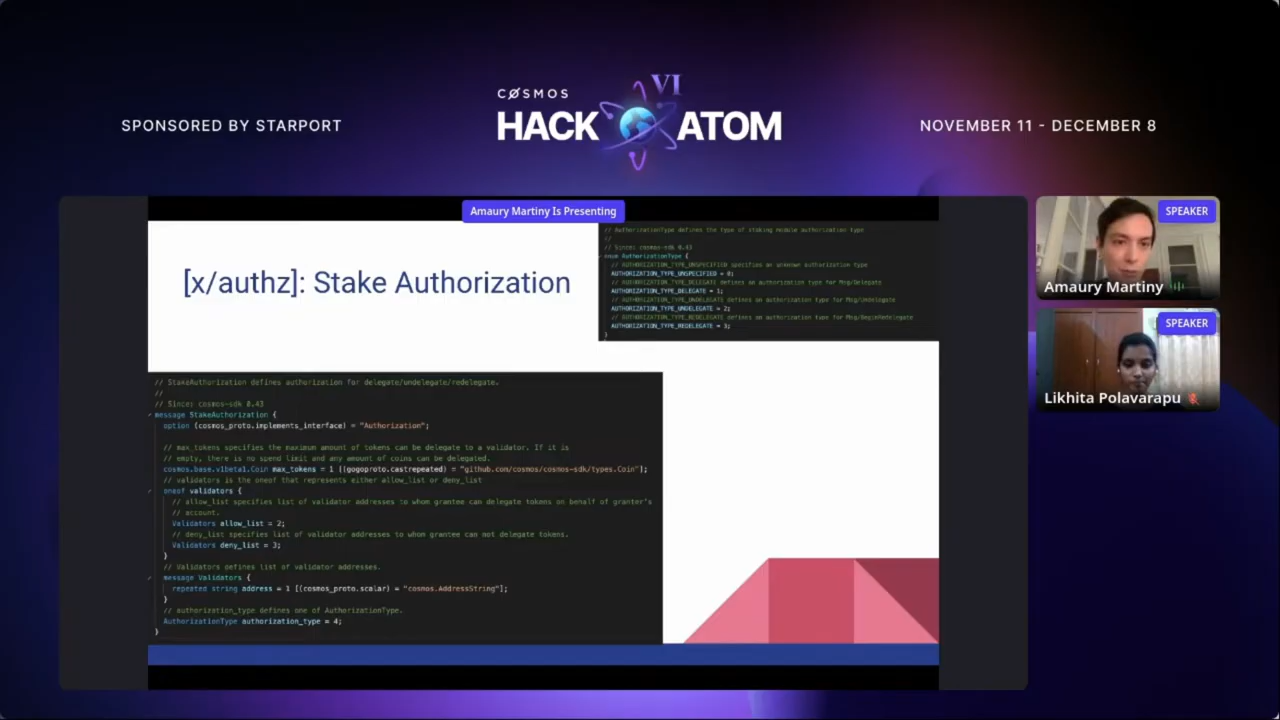 SPONSORED BY STARPORT
CØSMOS
VI
HACK ATOM
NOVEMBER 11 - DECEMBER 8
Amaury Martiny Is Presenting
[x/authz]: Stake Authorization
// AuthorizationType defines the type of staking module authorization type
//
// Since: cosmos-sdk 0.43
enum AuthorizationType {
// AUTHORIZATION_TYPE_UNSPECIFIED specifies an unknown authorization type
AUTHORIZATION_TYPE_UNSPECIFIED = 0;
// AUTHORIZATION_TYPE_DELEGATE defines an authorization type for Msg/Delegate
AUTHORIZATION_TYPE_DELEGATE = 1;
// AUTHORIZATION_TYPE_UNDELEGATE defines an authorization type for Msg/Undelegate
AUTHORIZATION_TYPE_UNDELEGATE = 2;
// AUTHORIZATION_TYPE_REDELEGATE defines an authorization type for Msg/BeginRedelegate
AUTHORIZATION_TYPE_REDELEGATE = 3;
}
// StakeAuthorization defines authorization for delegate/undelegate/redelegate.
//
// Since: cosmos-sdk 0.43
message StakeAuthorization {
option (cosmos_proto.implements_interface) = "Authorization";
// max_tokens specifies the maximum amount of tokens can be delegate to a validator. If it is
// empty, there is no spend limit and any amount of coins can be delegated.
cosmos.base.v1beta1.Coin max_tokens = 1 [(gogoproto.castrepeated) = "github.com/cosmos/cosmos-sdk/types.Coin"];
// validators is the oneof that represents either allow_list or deny_list
oneof validators {
// allow_list specifies list of validator addresses to whom grantee can delegate tokens on behalf of granter's
// account.
Validators allow_list = 2;
// deny_list specifies list of validator addresses to whom grantee can not delegate tokens.
Validators deny_list = 3;
}
// Validators defines list of validator addresses.
message Validators {
repeated string address = 1 [(cosmos_proto.scalar) = "cosmos.AddressString"];
}
// authorization_type defines one of AuthorizationType.
AuthorizationType authorization_type = 4;
}
SPEAKER
Amaury Martiny
SPEAKER
Likhita Polavarapu